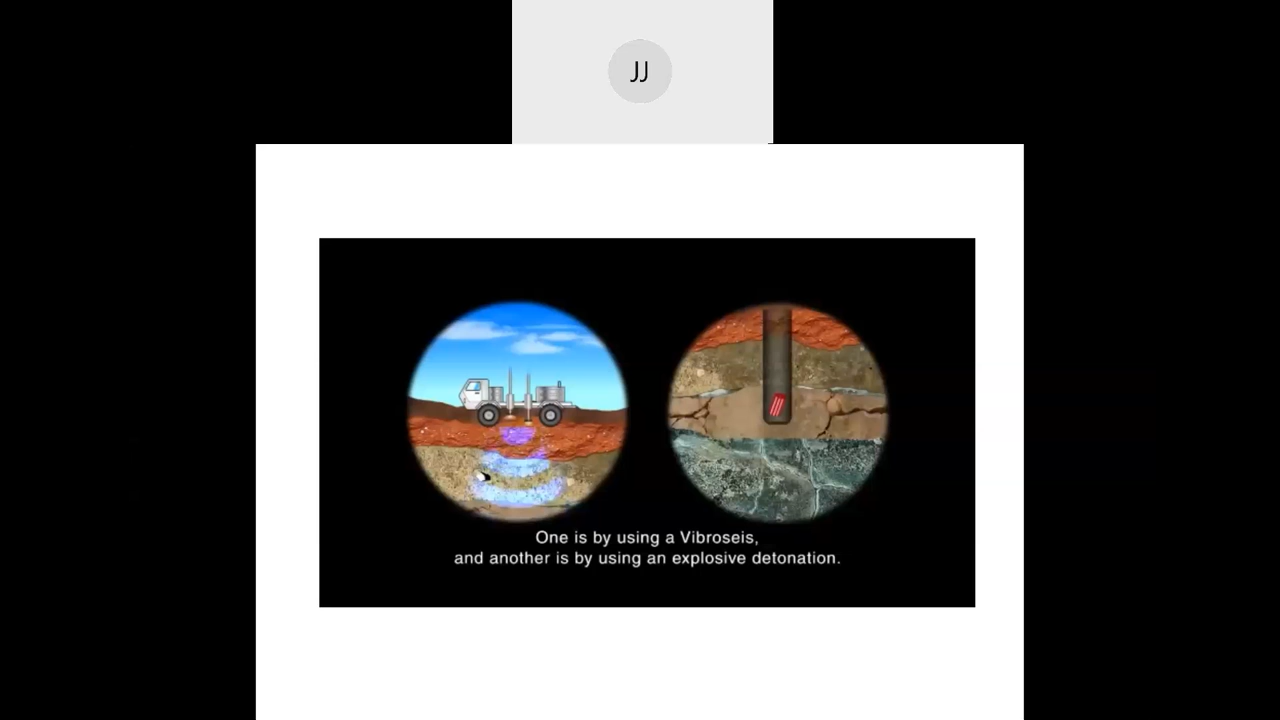 JJ
One is by using a Vibroseis,
and another is by using an explosive detonation.